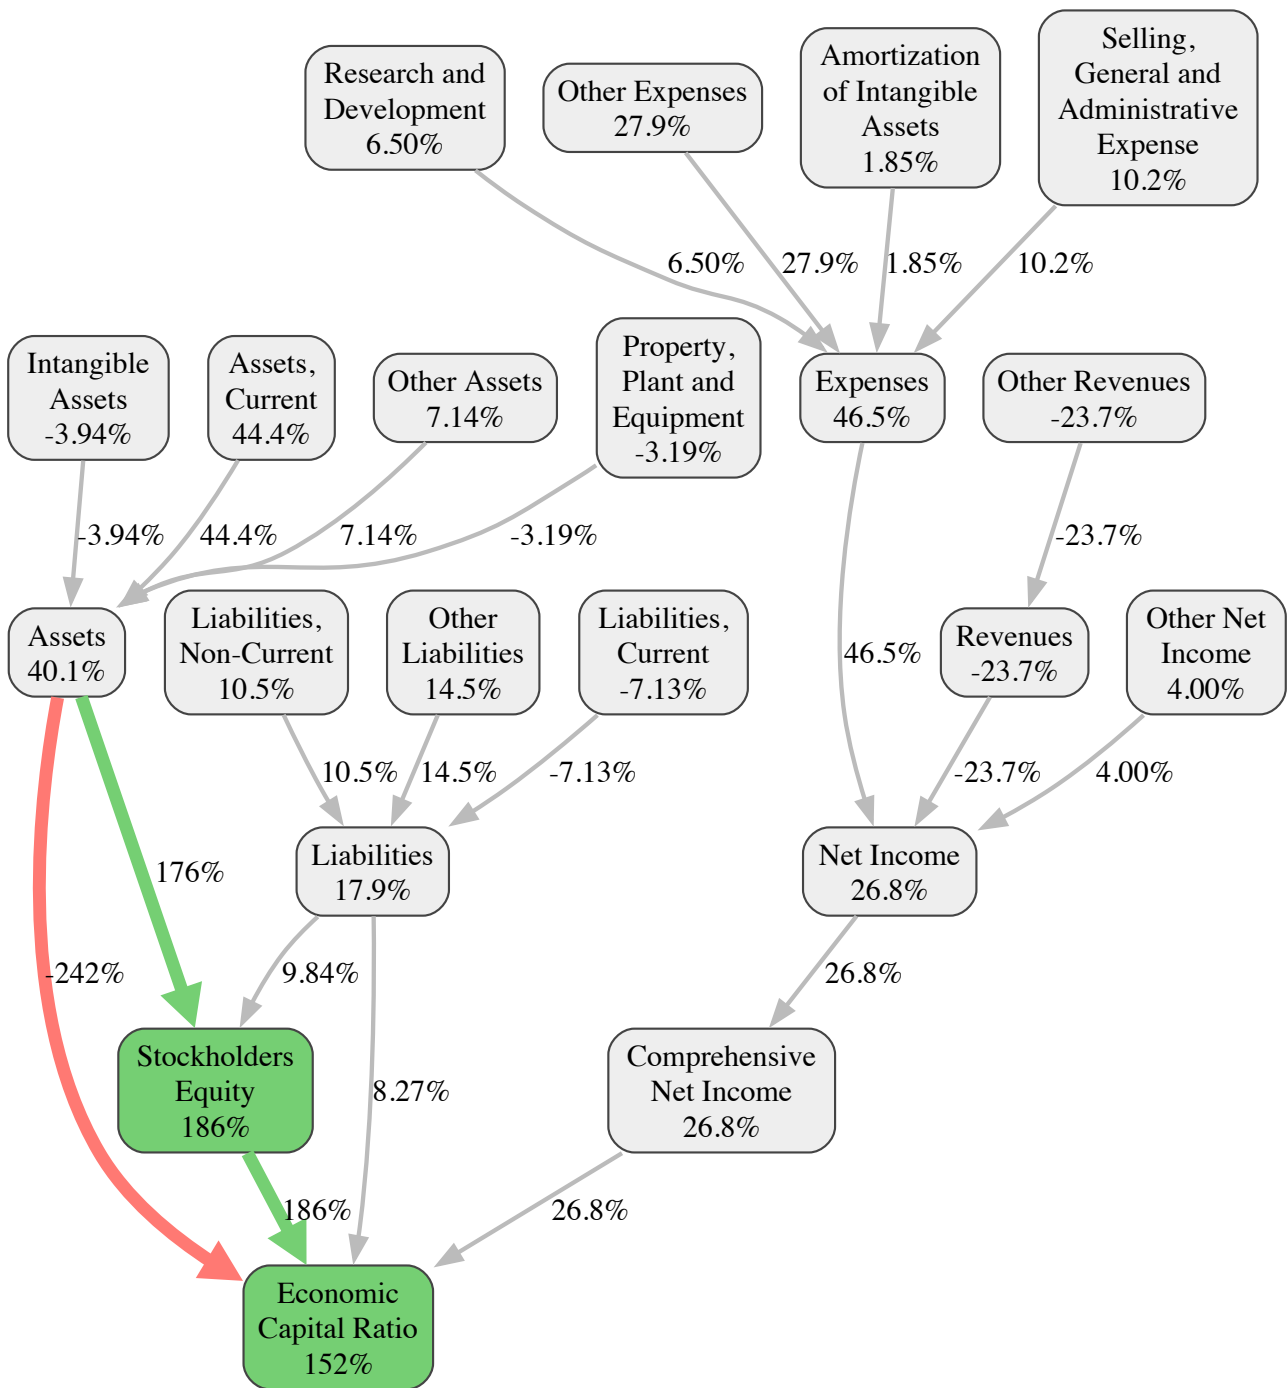 Research and
Development
6.50%
Other Expenses
27.9%
Amortization
of Intangible
Assets
1.85%
Selling,
General and
Administrative
Expense
10.2%
6.50%
27.9%
1.85%
10.2%
Intangible
Assets
-3.94%
Assets,
Current
44.4%
Other Assets
7.14%
Property,
Plant and
Equipment
-3.19%
Expenses
46.5%
Other Revenues
-23.7%
-3.94%
44.4%
7.14%
-3.19%
-23.7%
Assets
40.1%
Liabilities,
Non-Current
10.5%
Other
Liabilities
14.5%
Liabilities,
Current
-7.13%
46.5%
Revenues
-23.7%
Other Net
Income
4.00%
10.5%
14.5%
-7.13%
-23.7%
4.00%
176%
Liabilities
17.9%
Net Income
26.8%
-242%
9.84%
26.8%
Stockholders
Equity
186%
8.27%
Comprehensive
Net Income
26.8%
186%
26.8%
Economic
Capital Ratio
152%